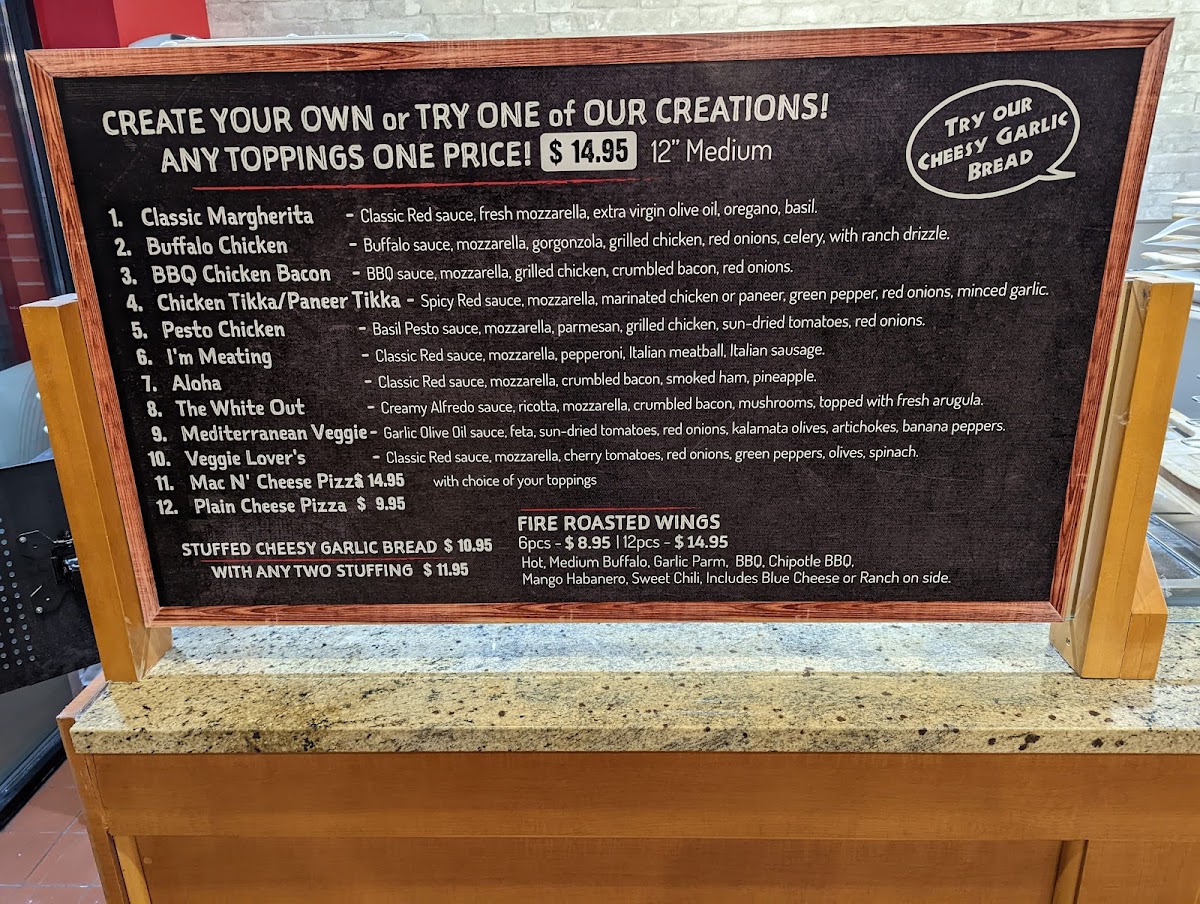 CREATE YOUR OWN or TRY ONE of OUR CREATIONS!
ANY TOPPINGS ONE PRICE! $ 14.95 12" Medium
TRY OUR
CHEESY GARLIC
BREAD
1. Classic Margherita - Classic Red sauce, fresh mozzarella, extra virgin olive oil, oregano, basil.
2. Buffalo Chicken - Buffalo sauce, mozzarella, gorgonzola, grilled chicken, red onions, celery, with ranch drizzle.
3. BBQ Chicken Bacon - BBQ sauce, mozzarella, grilled chicken, crumbled bacon, red onions.
4. Chicken Tikka/Paneer Tikka - Spicy Red sauce, mozzarella, marinated chicken or paneer, green pepper, red onions, minced garlic.
5. Pesto Chicken - Basil Pesto sauce, mozzarella, parmesan, grilled chicken, sun-dried tomatoes, red onions.
6. I'm Meating - Classic Red sauce, mozzarella, pepperoni, Italian meatball, Italian sausage.
7. Aloha - Classic Red sauce, mozzarella, crumbled bacon, smoked ham, pineapple.
8. The White Out - Creamy Alfredo sauce, ricotta, mozzarella, crumbled bacon, mushrooms, topped with fresh arugula.
9. Mediterranean Veggie - Garlic Olive Oil sauce, feta, sun-dried tomatoes, red onions, kalamata olives, artichokes, banana peppers.
10. Veggie Lover's - Classic Red sauce, mozzarella, cherry tomatoes, red onions, green peppers, olives, spinach.
11. Mac N' Cheese Pizz$ 14.95 with choice of your toppings
12. Plain Cheese Pizza $ 9.95
STUFFED CHEESY GARLIC BREAD $ 10.95
WITH ANY TWO STUFFING $ 11.95
FIRE ROASTED WINGS
6pcs - $ 8.95 | 12pcs - $ 14.95
Hot, Medium Buffalo, Garlic Parm, BBQ, Chipotle BBQ,
Mango Habanero, Sweet Chili, Includes Blue Cheese or Ranch on side.